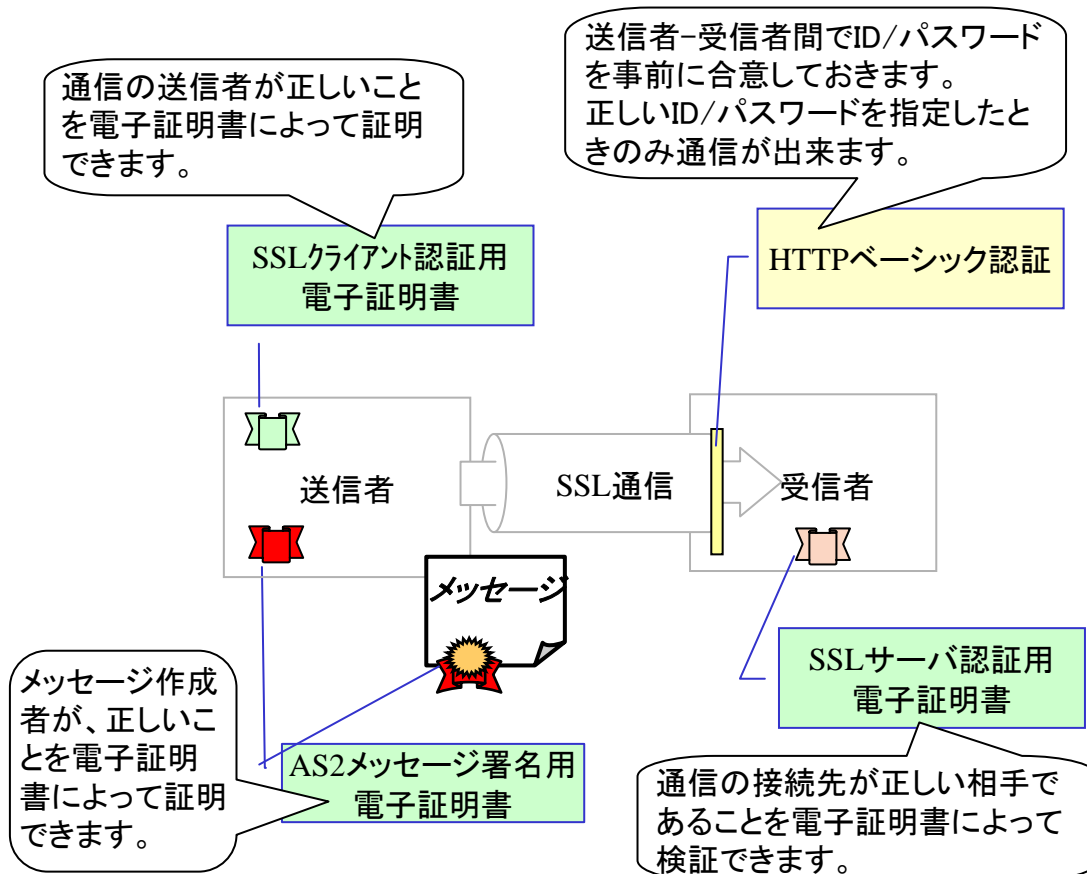 送信者-受信者間でID/パスワード
を事前に合意しておきます。
正しいID/パスワードを指定したと
きのみ通信が出来ます。
通信の送信者が正しいこと
を電子証明書によって証明
できます。
SSLクライアント認証用
電子証明書
HTTPベーシック認証
送信者
SSL通信
受信者
メッセージ
SSLサーバ認証用
電子証明書
メッセージ作成
者が、正しいこ
とを電子証明
書によって証明
できます。
AS2メッセージ署名用
電子証明書
通信の接続先が正しい相手で
あることを電子証明書によって
検証できます。